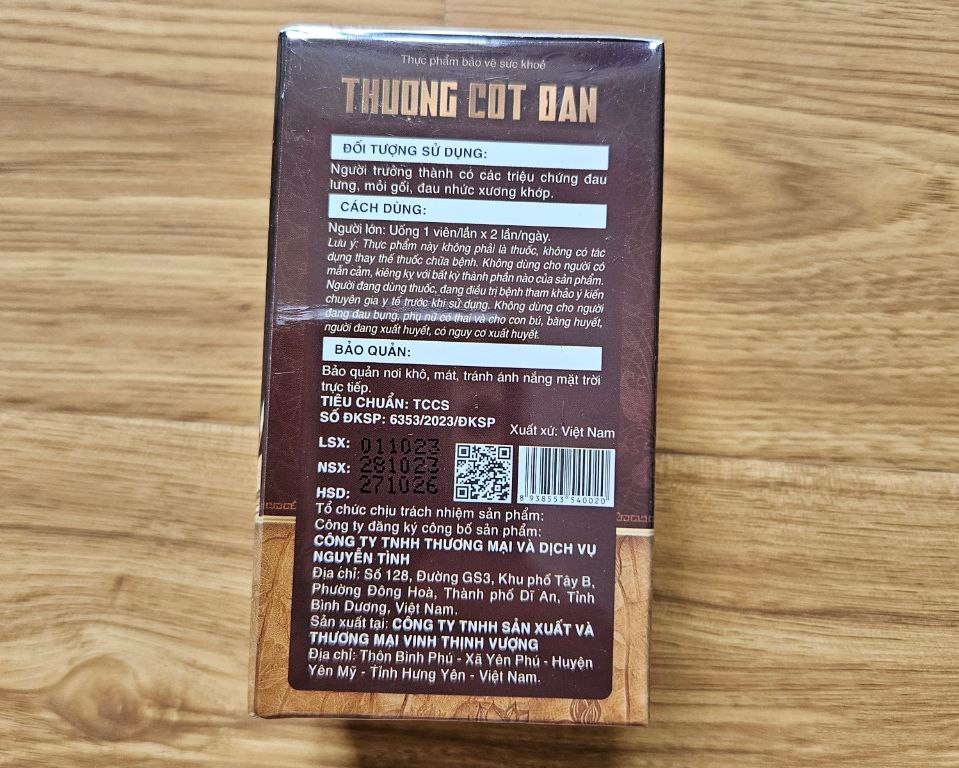 Thực phẩm bảo vệ sức khoẻ
THUONG COT DAN
ĐỐI TƯỢNG SỬ DỤNG:
Người trưởng thành có các triệu chứng đau
lưng, mỏi gối, đau nhức xương khớp.
CÁCH DÙNG:
Người lớn: Uống 1 viên/lần x 2 lần/ngày.
Lưu ý: Thực phẩm này không phải là thuốc, không có tác
dụng thay thế thuốc chữa bệnh. Không dùng cho người có
mẫn cảm, kiêng kỵ với bất kỳ thành phần nào của sản phẩm.
Người đang dùng thuốc, đang điều trị bệnh tham khảo ý kiến
chuyên gia y tế trước khi sử dụng. Không dùng cho người
đang đau bụng, phụ nữ có thai và cho con bú, băng huyết,
người đang xuất huyết, có nguy cơ xuất huyết.
BẢO QUẢN:
Bảo quản nơi khô, mát, tránh ánh nắng mặt trời
trực tiếp.
TIÊU CHUẨN: TCCS
SỐ ĐKSP: 6353/2023/ĐKSP
Xuất xứ: Việt Nam
LSX: 011023
NSX: 281023
HSD: 271026
8 938553 540020
Tổ chức chịu trách nhiệm sản phẩm:
Công ty đăng ký công bố sản phẩm:
CÔNG TY TNHH THƯƠNG MẠI VÀ DỊCH VỤ
NGUYỄN TÌNH
Địa chỉ: Số 128, Đường GS3, Khu phố Tây B,
Phường Đông Hoà, Thành phố Dĩ An, Tỉnh
Bình Dương, Việt Nam.
Sản xuất tại: CÔNG TY TNHH SẢN XUẤT VÀ
THƯƠNG MẠI VINH THỊNH VƯỢNG
Địa chỉ: Thôn Bình Phú - Xã Yên Phú - Huyện
Yên Mỹ - Tỉnh Hưng Yên - Việt Nam.